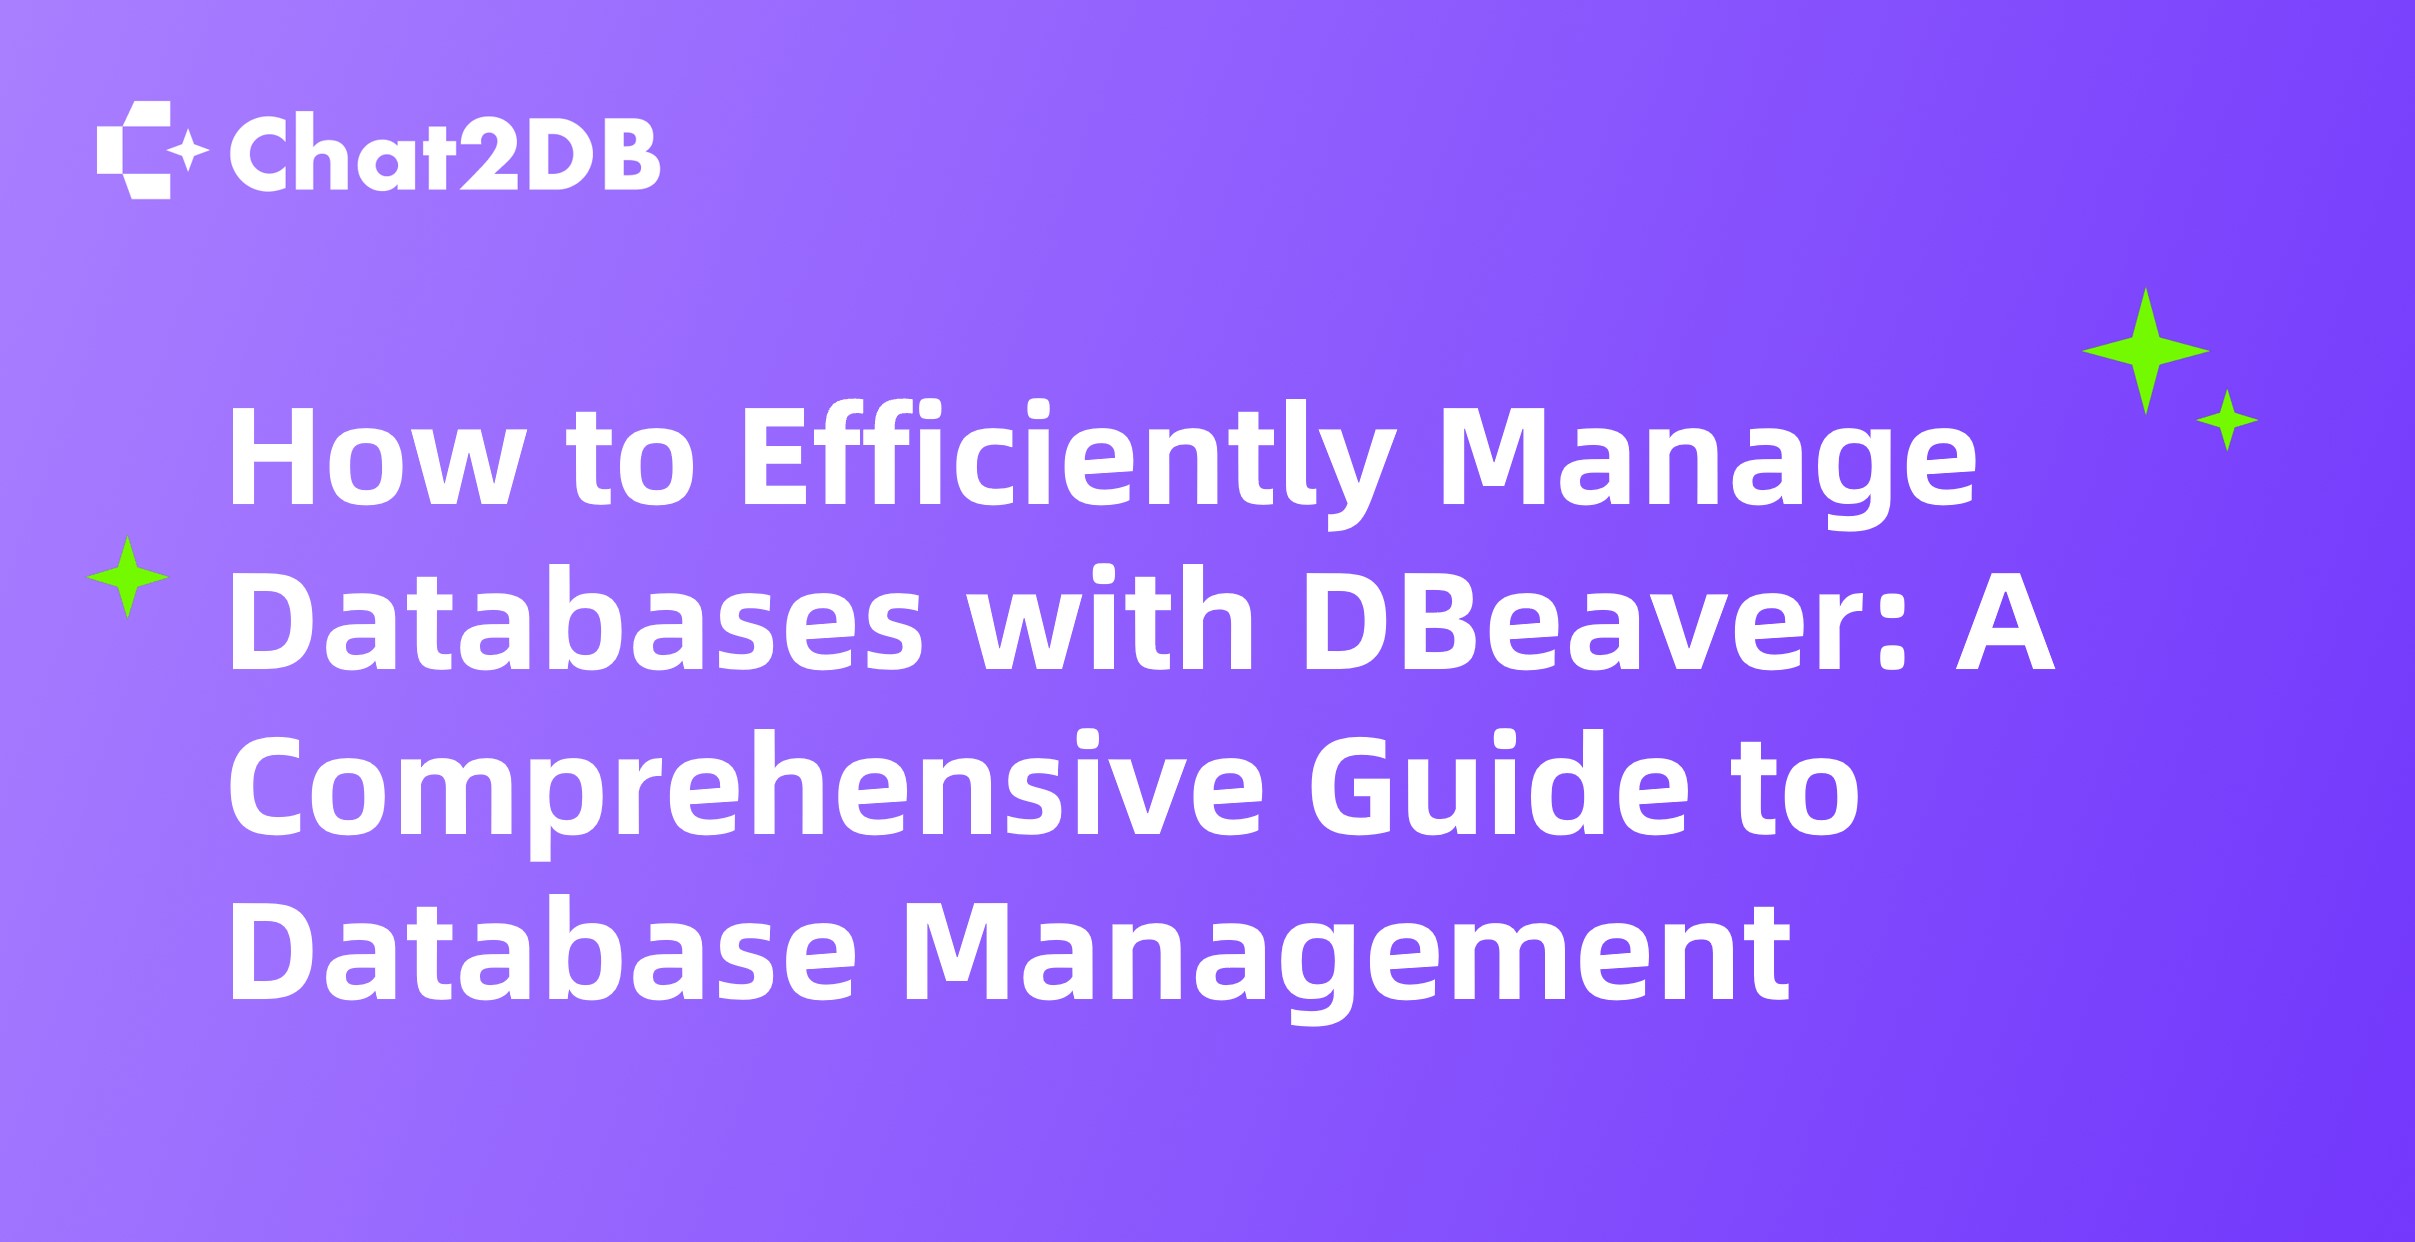 Chat2DB
How to Efficiently Manage
Databases with DBeaver: A
Comprehensive Guide to
Database Management